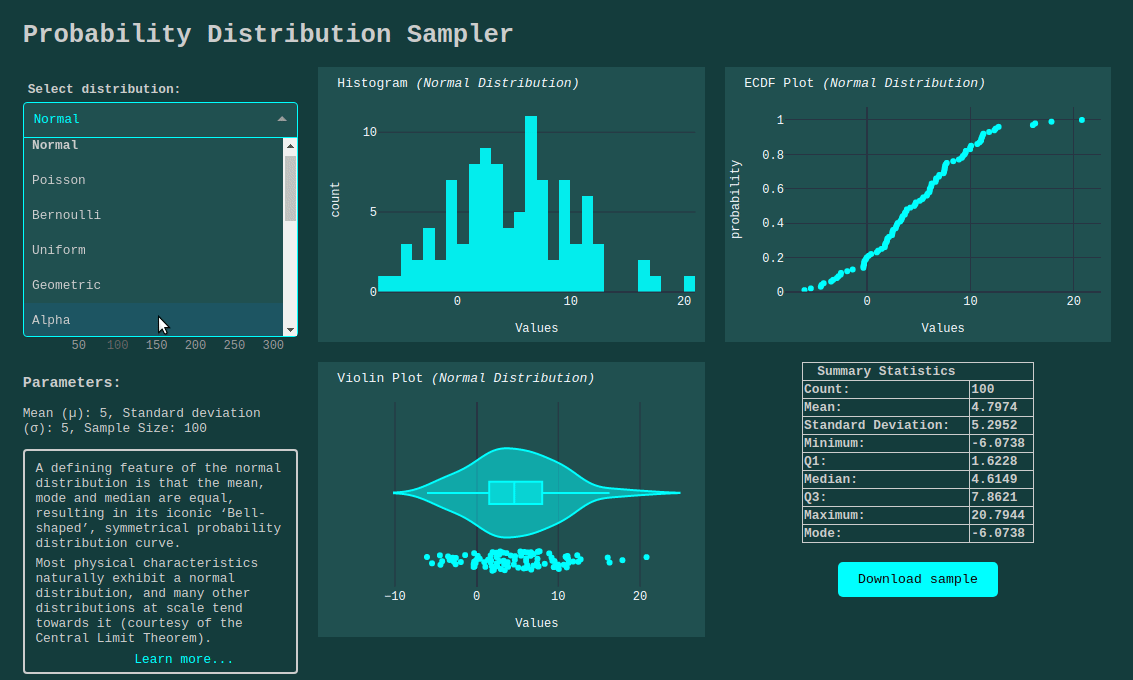 Probability Distribution Sampler
Select distribution:
Normal
Normal
Poisson
Bernoulli
Uniform
Geometric
Alpha
50 100 150 200 250 300
Parameters:
Mean (μ): 5, Standard deviation
(σ): 5, Sample Size: 100
A defining feature of the normal
distribution is that the mean,
mode and median are equal,
resulting in its iconic ‘Bell-
shaped’, symmetrical probability
distribution curve.
Most physical characteristics
naturally exhibit a normal
distribution, and many other
distributions at scale tend
towards it (courtesy of the
Central Limit Theorem).
Learn more...
Histogram (Normal Distribution)
count
10
5
0
0 10 20
Values
ECDF Plot (Normal Distribution)
probability
1
0.8
0.6
0.4
0.2
0
0 10 20
Values
Violin Plot (Normal Distribution)
−10 0 10 20
Values
Summary Statistics
Count: 100
Mean: 4.7974
Standard Deviation: 5.2952
Minimum: -6.0738
Q1: 1.6228
Median: 4.6149
Q3: 7.8621
Maximum: 20.7944
Mode: -6.0738
Download sample